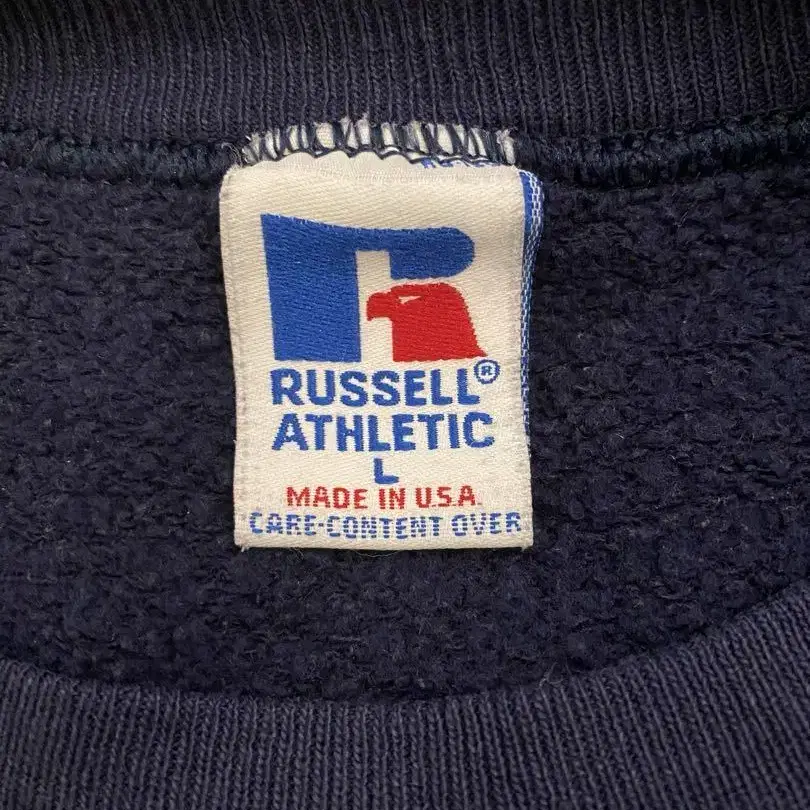 RUSSELL®
ATHLETIC
L
MADE IN U.S.A.
CARE-CONTENT OVER